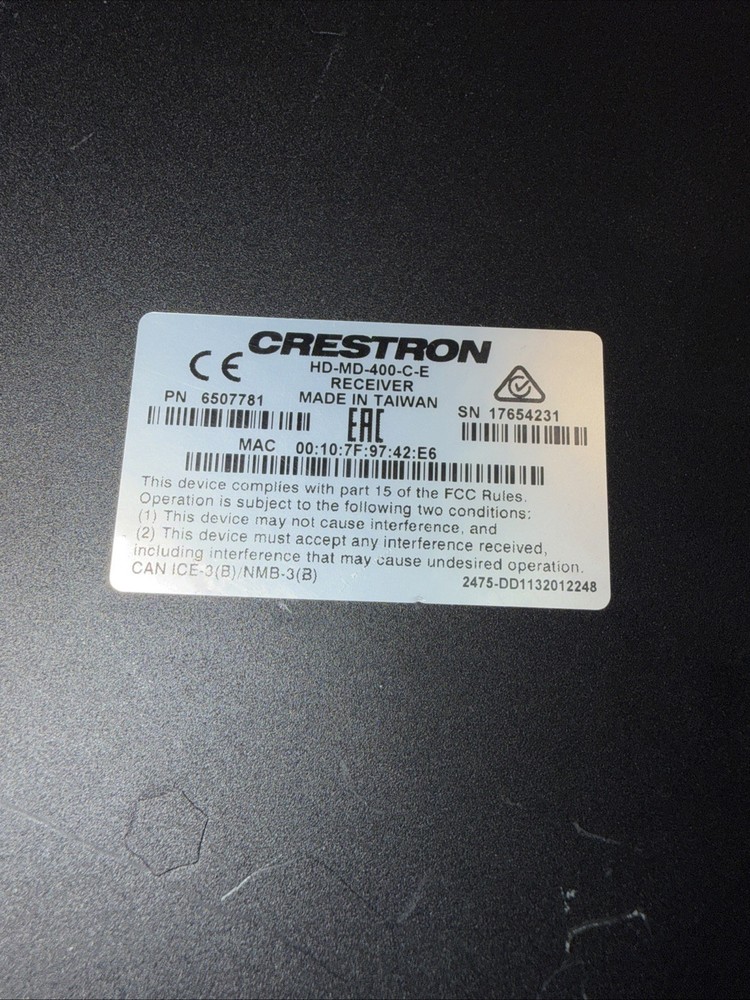 CRESTRON
CE
HD-MD-400-C-E
RECEIVER
MADE IN TAIWAN
PN 6507781
SN 17654231
EAC
MAC 00:10:7F:97:42:E6
This device complies with part 15 of the FCC Rules.
Operation is subject to the following two conditions:
(1) This device may not cause interference, and
(2) This device must accept any interference received,
including interference that may cause undesired operation.
CAN ICE-3(B)/NMB-3(B)
2475-DD1132012248